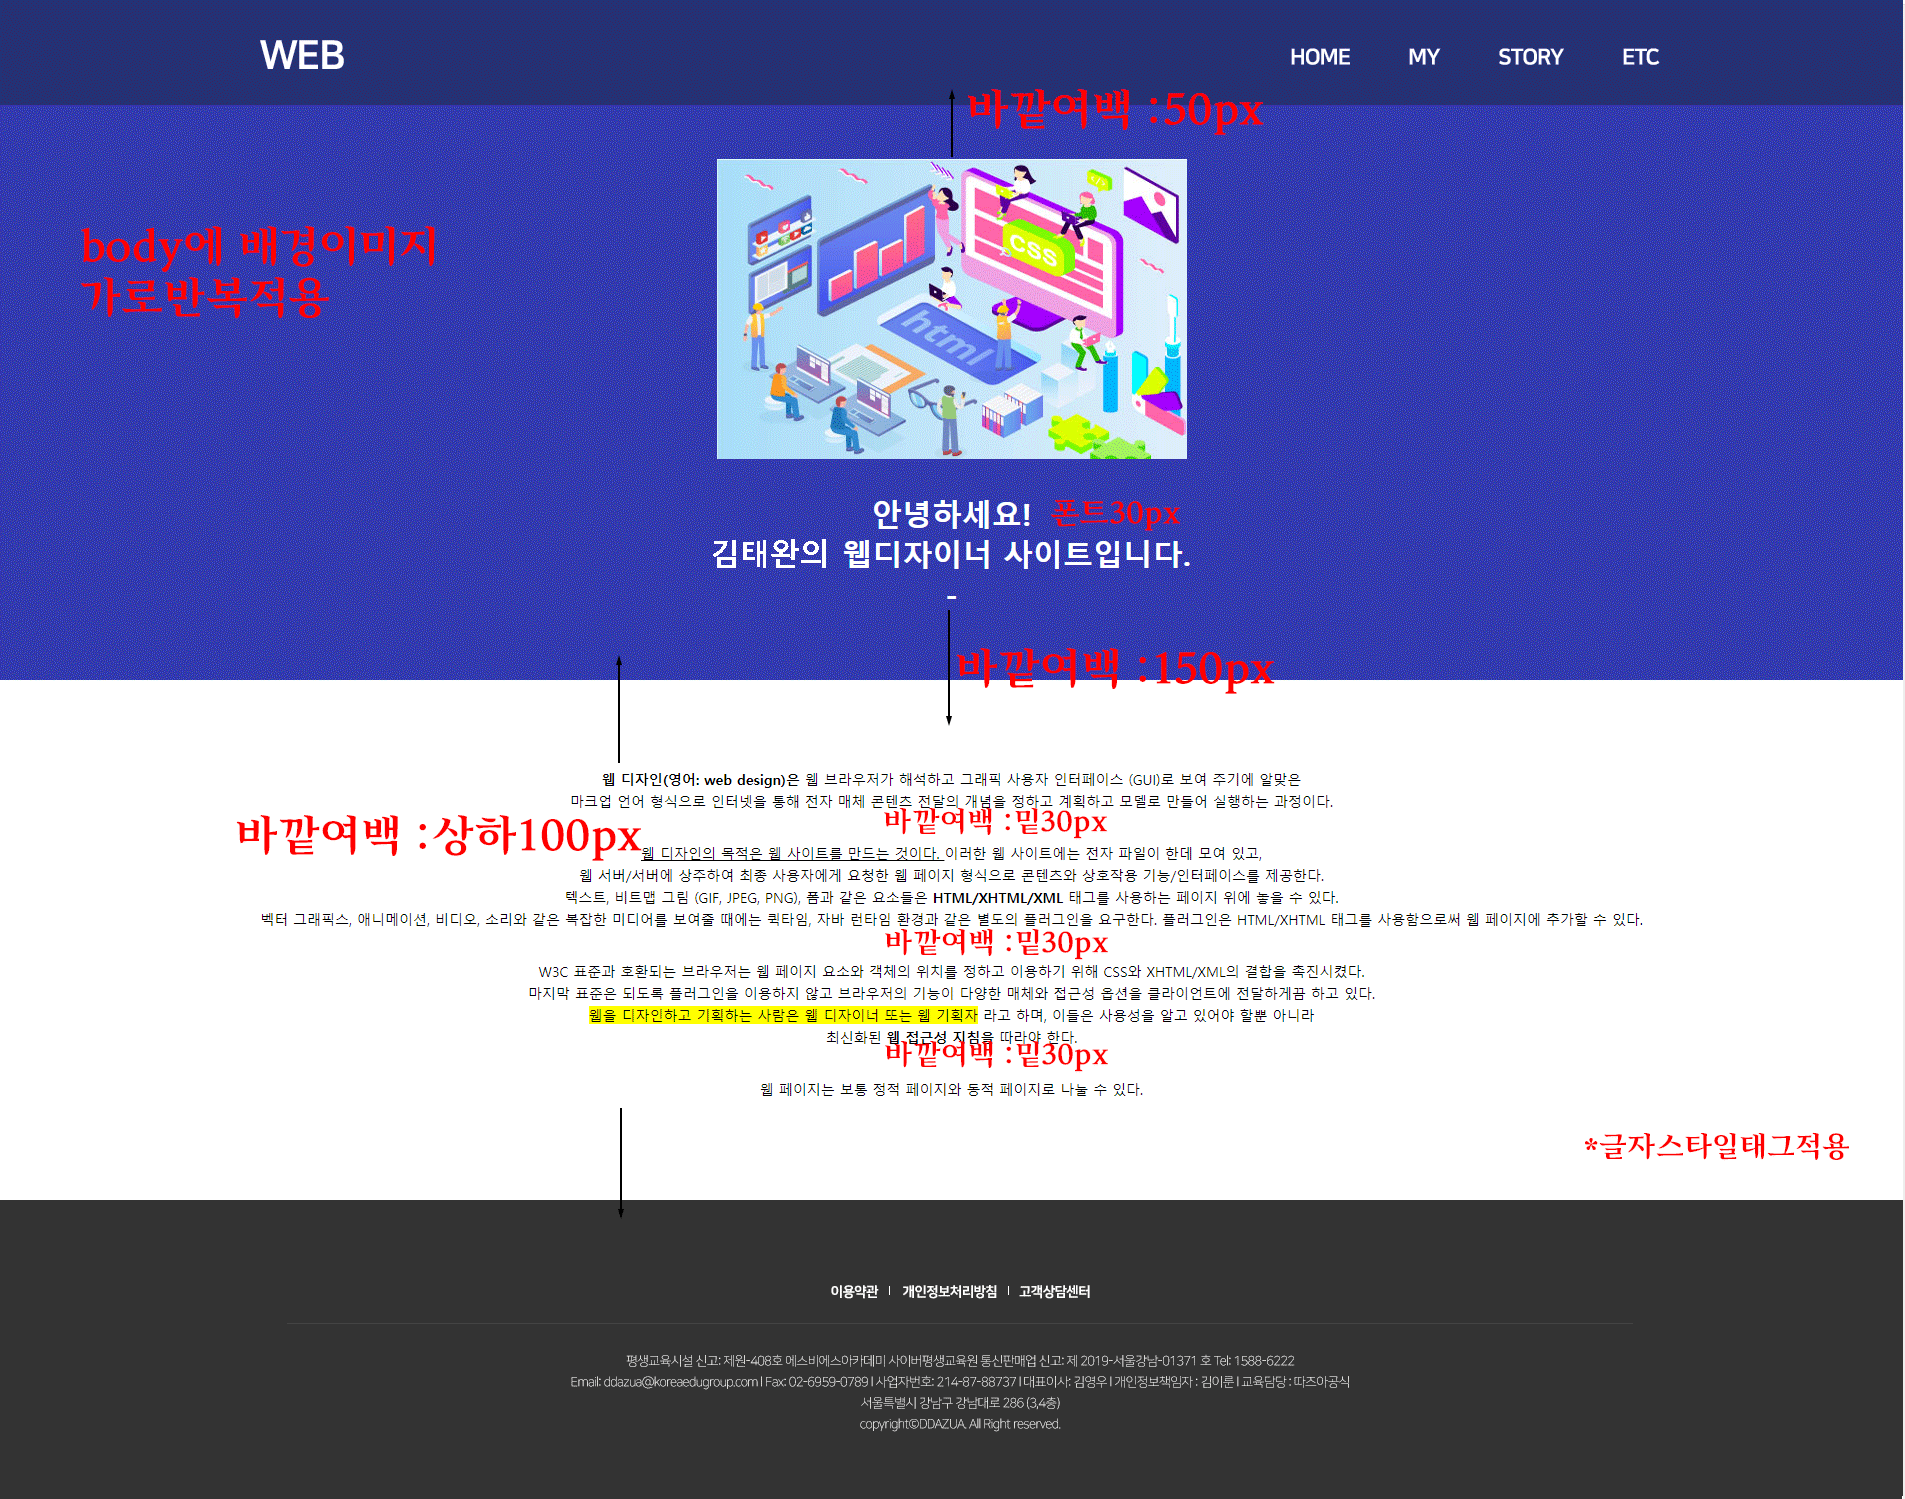 WEB
HOME MY STORY ETC
바깥여백 :50px
body에 배경이미지
가로반복적용
CSS
html
안녕하세요! 폰트30px
김태완의 웹디자이너 사이트입니다.
-
바깥여백 :150px
웹 디자인(영어: web design)은 웹 브라우저가 해석하고 그래픽 사용자 인터페이스 (GUI)로 보여 주기에 알맞은
마크업 언어 형식으로 인터넷을 통해 전자 매체 콘텐츠 전달의 개념을 정하고 계획하고 모델로 만들어 실행하는 과정이다.
바깥여백 :밑30px
바깥여백 :상하100px
웹 디자인의 목적은 웹 사이트를 만드는 것이다. 이러한 웹 사이트에는 전자 파일이 한데 모여 있고,
웹 서버/서버에 상주하여 최종 사용자에게 요청한 웹 페이지 형식으로 콘텐츠와 상호작용 기능/인터페이스를 제공한다.
텍스트, 비트맵 그림 (GIF, JPEG, PNG), 폼과 같은 요소들은 HTML/XHTML/XML 태그를 사용하는 페이지 위에 놓을 수 있다.
벡터 그래픽스, 애니메이션, 비디오, 소리와 같은 복잡한 미디어를 보여줄 때에는 퀵타임, 자바 런타임 환경과 같은 별도의 플러그인을 요구한다. 플러그인은 HTML/XHTML 태그를 사용함으로써 웹 페이지에 추가할 수 있다.
바깥여백 :밑30px
W3C 표준과 호환되는 브라우저는 웹 페이지 요소와 객체의 위치를 정하고 이용하기 위해 CSS와 XHTML/XML의 결합을 촉진시켰다.
마지막 표준은 되도록 플러그인을 이용하지 않고 브라우저의 기능이 다양한 매체와 접근성 옵션을 클라이언트에 전달하게끔 하고 있다.
웹을 디자인하고 기획하는 사람은 웹 디자이너 또는 웹 기획자 라고 하며, 이들은 사용성을 알고 있어야 할뿐 아니라
최신화된 웹 접근성 지침을 따라야 한다.
바깥여백 :밑30px
웹 페이지는 보통 정적 페이지와 동적 페이지로 나눌 수 있다.
*글자스타일태그적용
이용약관 | 개인정보처리방침 | 고객상담센터
평생교육시설 신고: 제원-408호 에스비에스아카데미 사이버평생교육원 통신판매업 신고: 제 2019-서울강남-01371 호 Tel: 1588-6222
Email: ddazua@koreaedugroup.com | Fax: 02-6959-0789 | 사업자번호: 214-87-88737 | 대표이사: 김영우 | 개인정보책임자 : 김이룬 | 교육담당 : 따즈아공식
서울특별시 강남구 강남대로 286 (3,4층)
copyright©DDAZUA. All Right reserved.